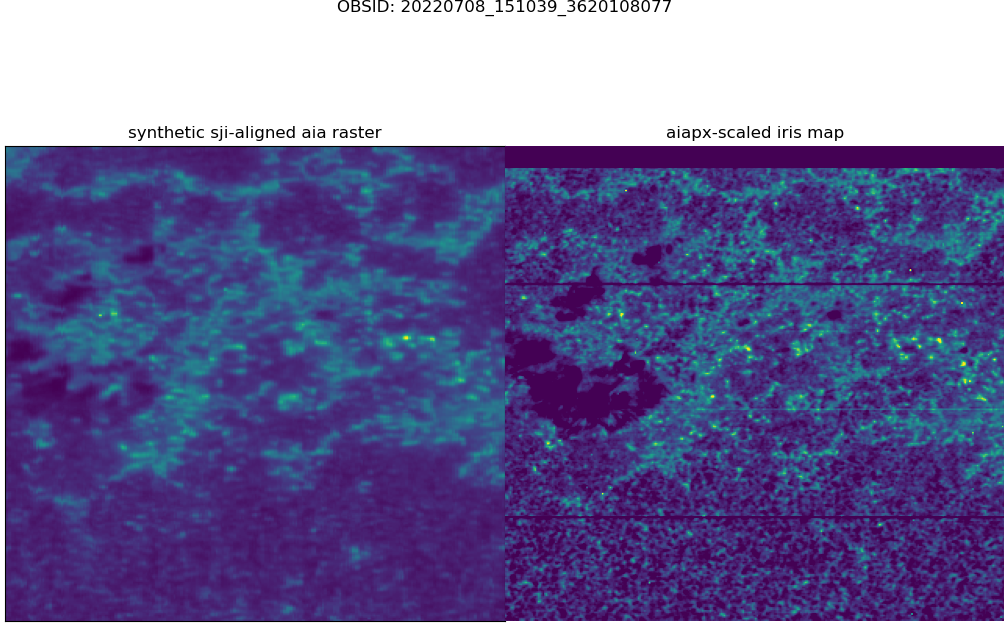 OBSID: 20220708_151039_3620108077
synthetic sji-aligned aia raster
aiapx-scaled iris map